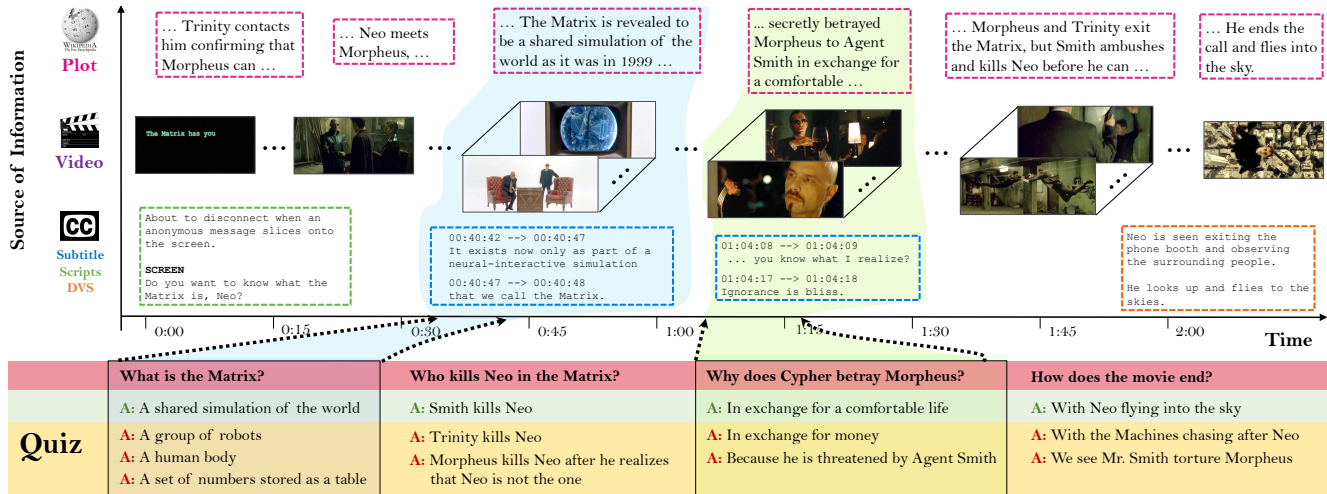 Source of Information
WIKIPEDIA
The Free Encyclopedia
Plot
… Trinity contacts
him confirming that
Morpheus can …
… Neo meets
Morpheus, …
… The Matrix is revealed to
be a shared simulation of the
world as it was in 1999 …
... secretly betrayed
Morpheus to Agent
Smith in exchange for
a comfortable …
… Morpheus and Trinity exit
the Matrix, but Smith ambushes
and kills Neo before he can …
… He ends the
call and flies into
the sky.
Video
The Matrix has you
...
...
...
...
...
CC
Subtitle
Scripts
DVS
About to disconnect when an
anonymous message slices onto
the screen.
SCREEN
Do you want to know what the
Matrix is, Neo?
00:40:42 --> 00:40:47
It exists now only as part of a
neural-interactive simulation
00:40:47 --> 00:40:48
that we call the Matrix.
01:04:08 --> 01:04:09
... you know what I realize?
01:04:17 --> 01:04:18
Ignorance is bliss.
Neo is seen exiting the
phone booth and observing
the surrounding people.
He looks up and flies to the
skies.
0:00
0:15
0:30
0:45
1:00
1:15
1:30
1:45
2:00
Time
Quiz
What is the Matrix?
A: A shared simulation of the world
A: A group of robots
A: A human body
A: A set of numbers stored as a table
Who kills Neo in the Matrix?
A: Smith kills Neo
A: Trinity kills Neo
A: Morpheus kills Neo after he realizes
that Neo is not the one
Why does Cypher betray Morpheus?
A: In exchange for a comfortable life
A: In exchange for money
A: Because he is threatened by Agent Smith
How does the movie end?
A: With Neo flying into the sky
A: With the Machines chasing after Neo
A: We see Mr. Smith torture Morpheus